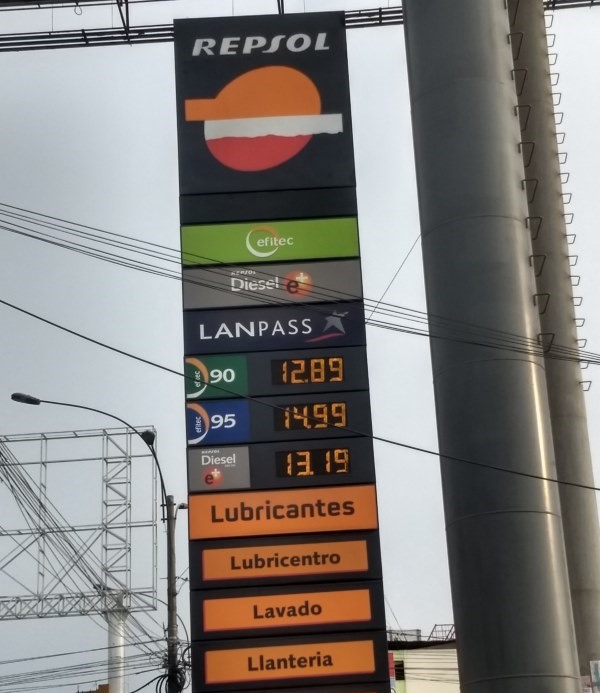 REPSOL
efitec
Diesel e+
LANPASS
efitec 90 12.89
efitec 95 14.99
Diesel e+ 13.19
Lubricantes
Lubricentro
Lavado
Llanteria